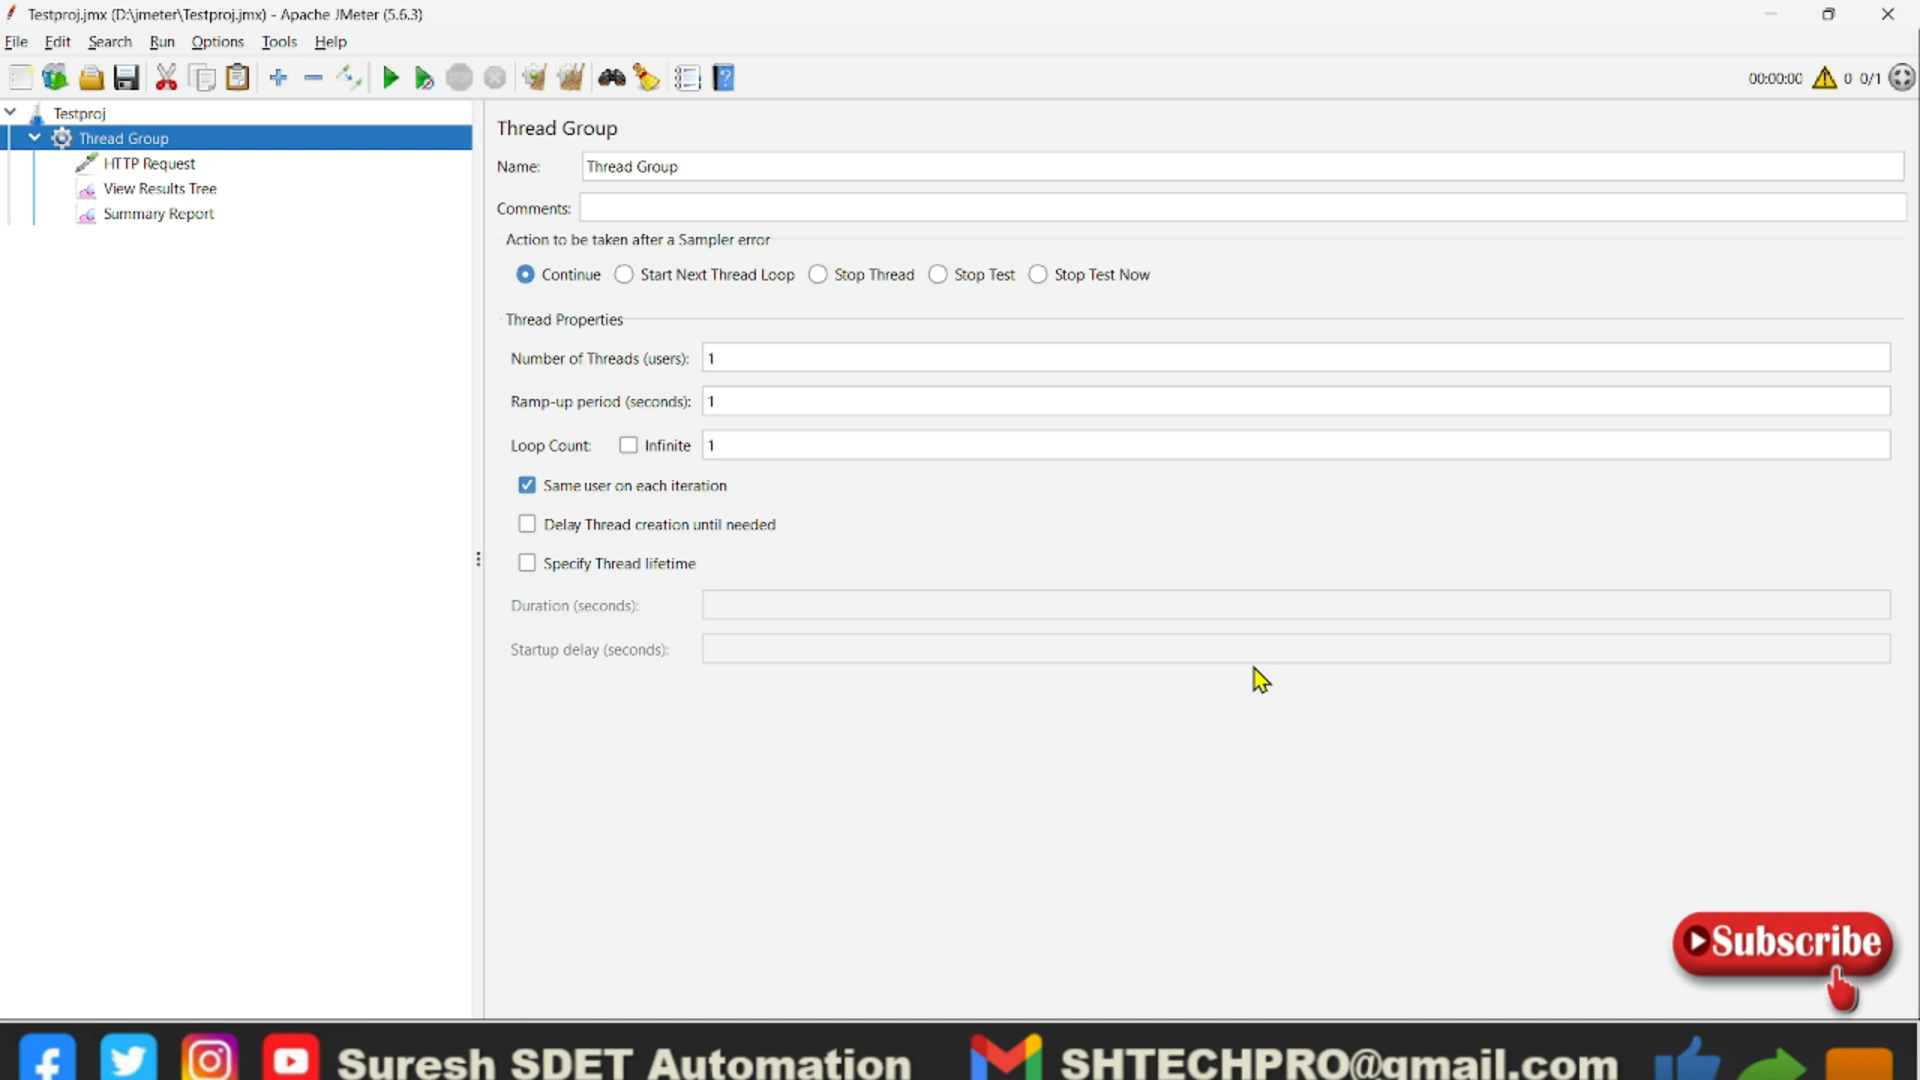 Testproj.jmx (D:\jmeter\Testproj.jmx) - Apache JMeter (5.6.3)
File Edit Search Run Options Tools Help
00:00:00 0 0/1
Testproj
Thread Group
HTTP Request
View Results Tree
Summary Report
Thread Group
Name: Thread Group
Comments:
Action to be taken after a Sampler error
Continue Start Next Thread Loop Stop Thread Stop Test Stop Test Now
Thread Properties
Number of Threads (users): 1
Ramp-up period (seconds): 1
Loop Count: Infinite 1
Same user on each iteration
Delay Thread creation until needed
Specify Thread lifetime
Duration (seconds):
Startup delay (seconds):
Subscribe
Suresh SDET Automation SHTECHPRO@gmail.com